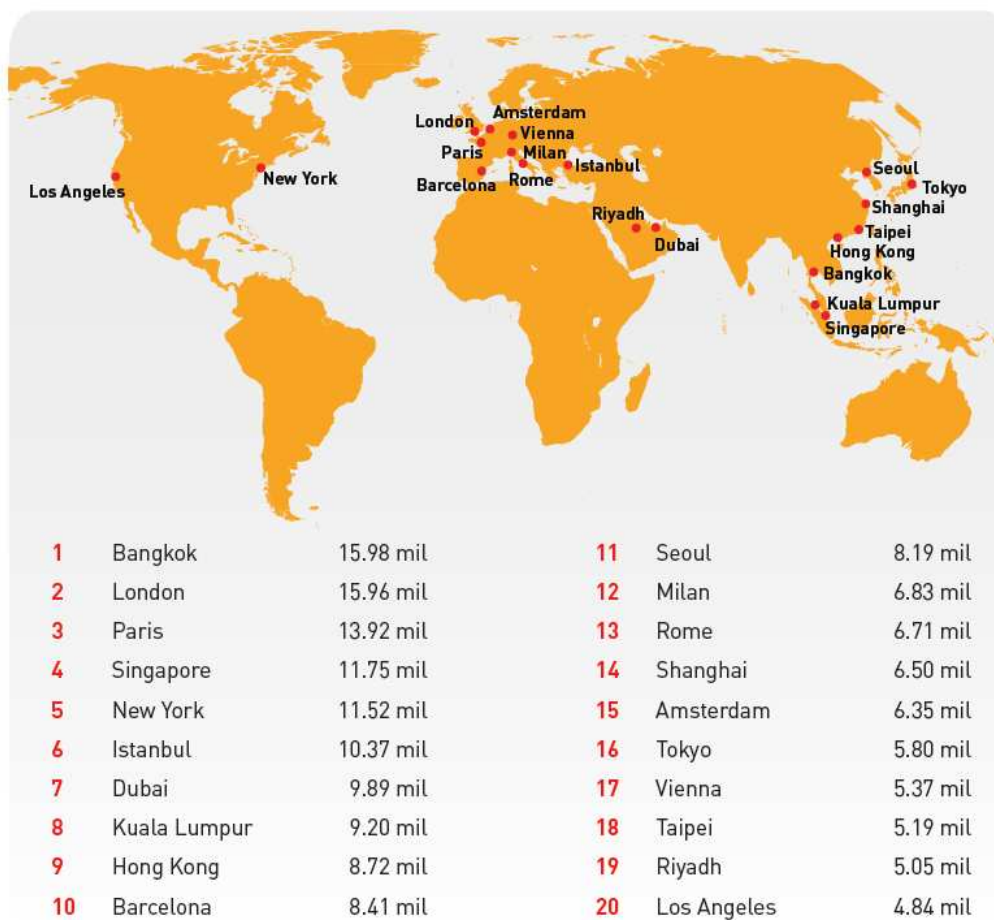 London
Amsterdam
Vienna
Paris
Milan
Istanbul
Barcelona
Rome
Los Angeles
New York
Riyadh
Dubai
Seoul
Tokyo
Shanghai
Taipei
Hong Kong
Bangkok
Kuala Lumpur
Singapore
1 Bangkok 15.98 mil
2 London 15.96 mil
3 Paris 13.92 mil
4 Singapore 11.75 mil
5 New York 11.52 mil
6 Istanbul 10.37 mil
7 Dubai 9.89 mil
8 Kuala Lumpur 9.20 mil
9 Hong Kong 8.72 mil
10 Barcelona 8.41 mil
11 Seoul 8.19 mil
12 Milan 6.83 mil
13 Rome 6.71 mil
14 Shanghai 6.50 mil
15 Amsterdam 6.35 mil
16 Tokyo 5.80 mil
17 Vienna 5.37 mil
18 Taipei 5.19 mil
19 Riyadh 5.05 mil
20 Los Angeles 4.84 mil